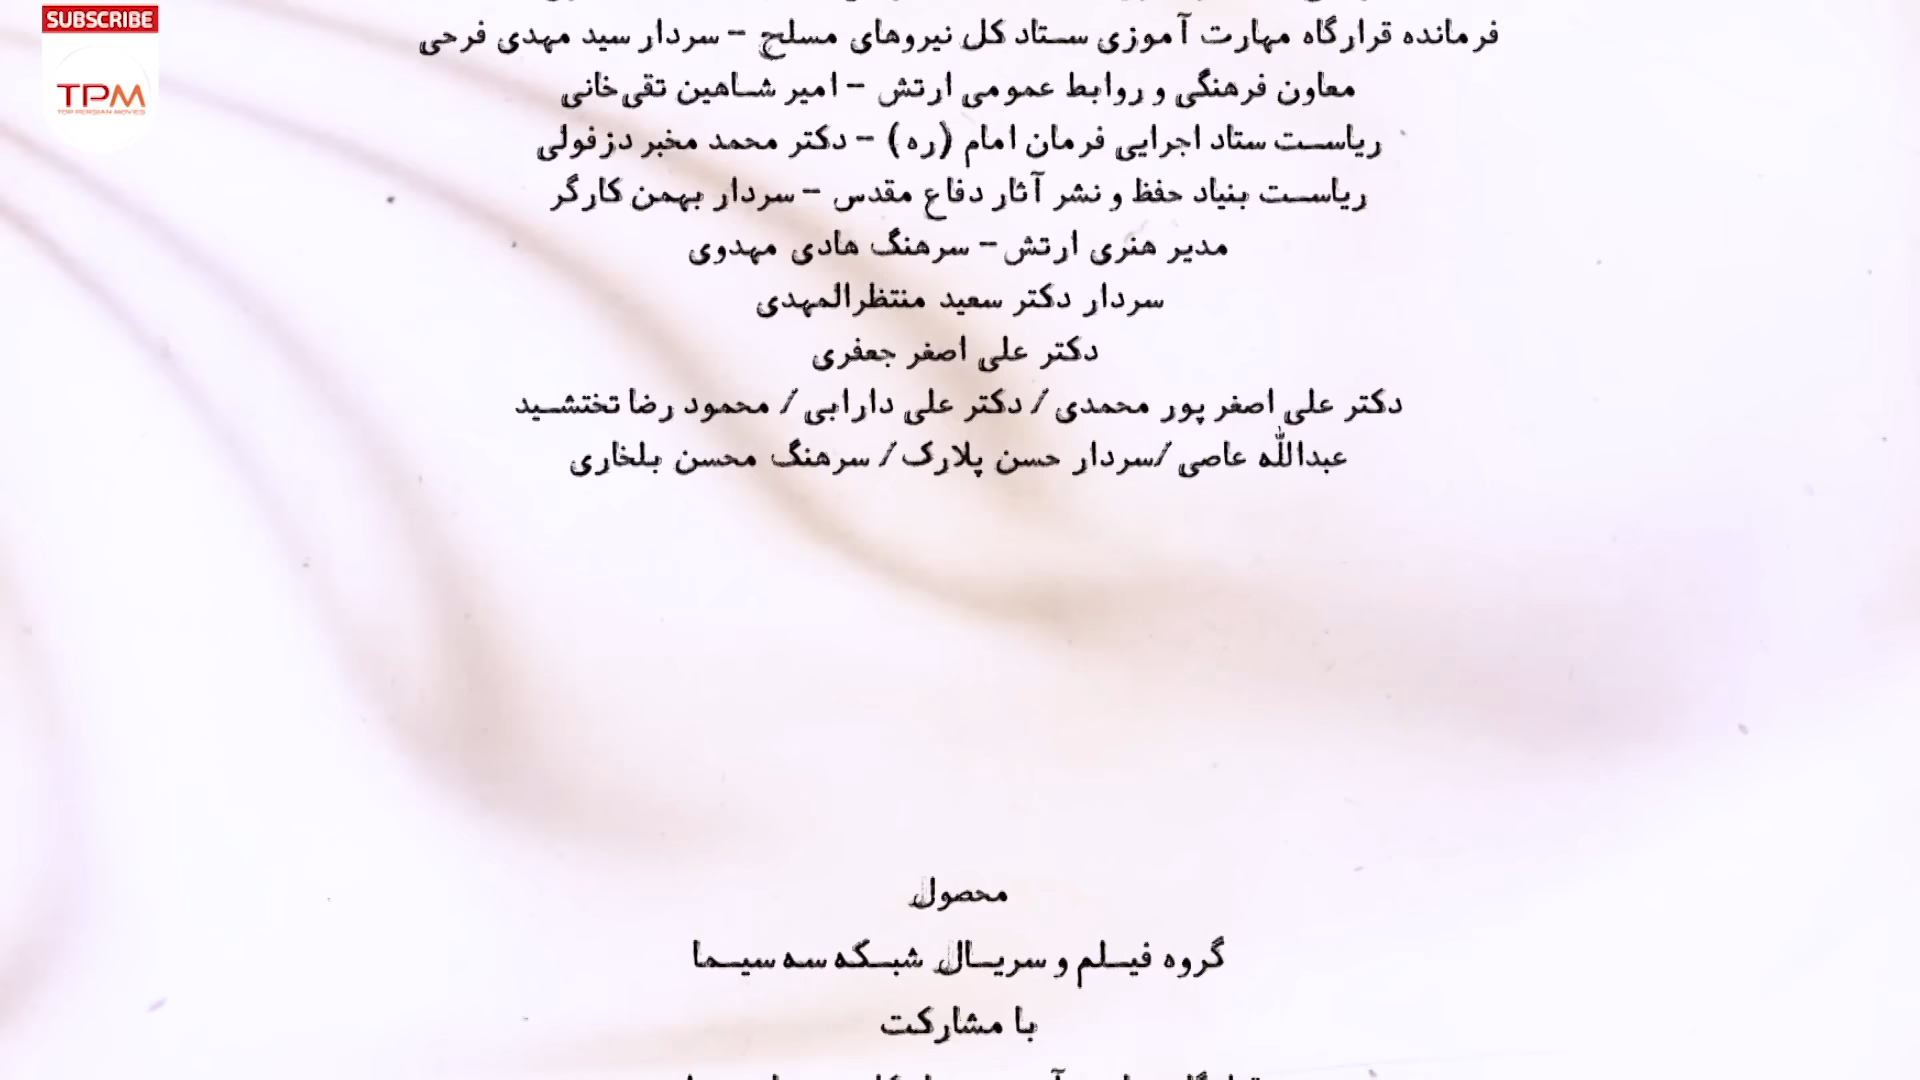 SUBSCRIBE
TPM
TOP PERSIAN MOVIES
فرمانده قرارگاه مهارت آموزی ستاد کل نیروهای مسلح - سردار سید مهدی فرحی
معاون فرهنگی و روابط عمومی ارتش - امیر شاهین تقی‌خانی
ریاست ستاد اجرایی فرمان امام (ره) - دکتر محمد مخبر دزفولی
ریاست بنیاد حفظ و نشر آثار دفاع مقدس - سردار بهمن کارگر
مدیر هنری ارتش - سرهنگ هادی مهدوی
سردار دکتر سعید منتظرالمهدی
دکتر علی اصغر جعفری
دکتر علی اصغر پور محمدی / دکتر علی دارابی / محمود رضا تختشید
عبدالله عاصی /سردار حسن پلارک / سرهنگ محسن بلخاری
محصول
گروه فیلم و سریال شبکه سه سیما
با مشارکت